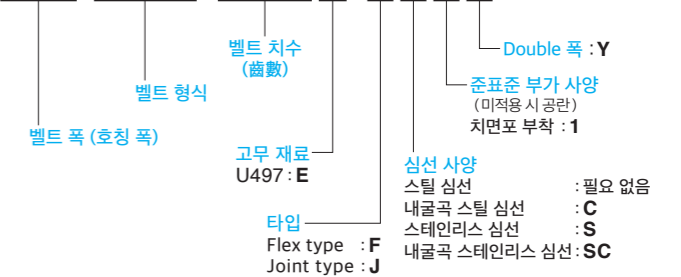 벨트 치수
(齒數)
Double 폭 : Y
벨트 형식
준표준 부가 사양
(미적용 시 공란)
치면포 부착 : 1
벨트 폭 (호칭 폭)
고무 재료
U497 : E
심선 사양
스틸 심선 : 필요 없음
내굴곡 스틸 심선 : C
스테인리스 심선 : S
내굴곡 스테인리스 심선 : SC
타입
Flex type : F
Joint type : J